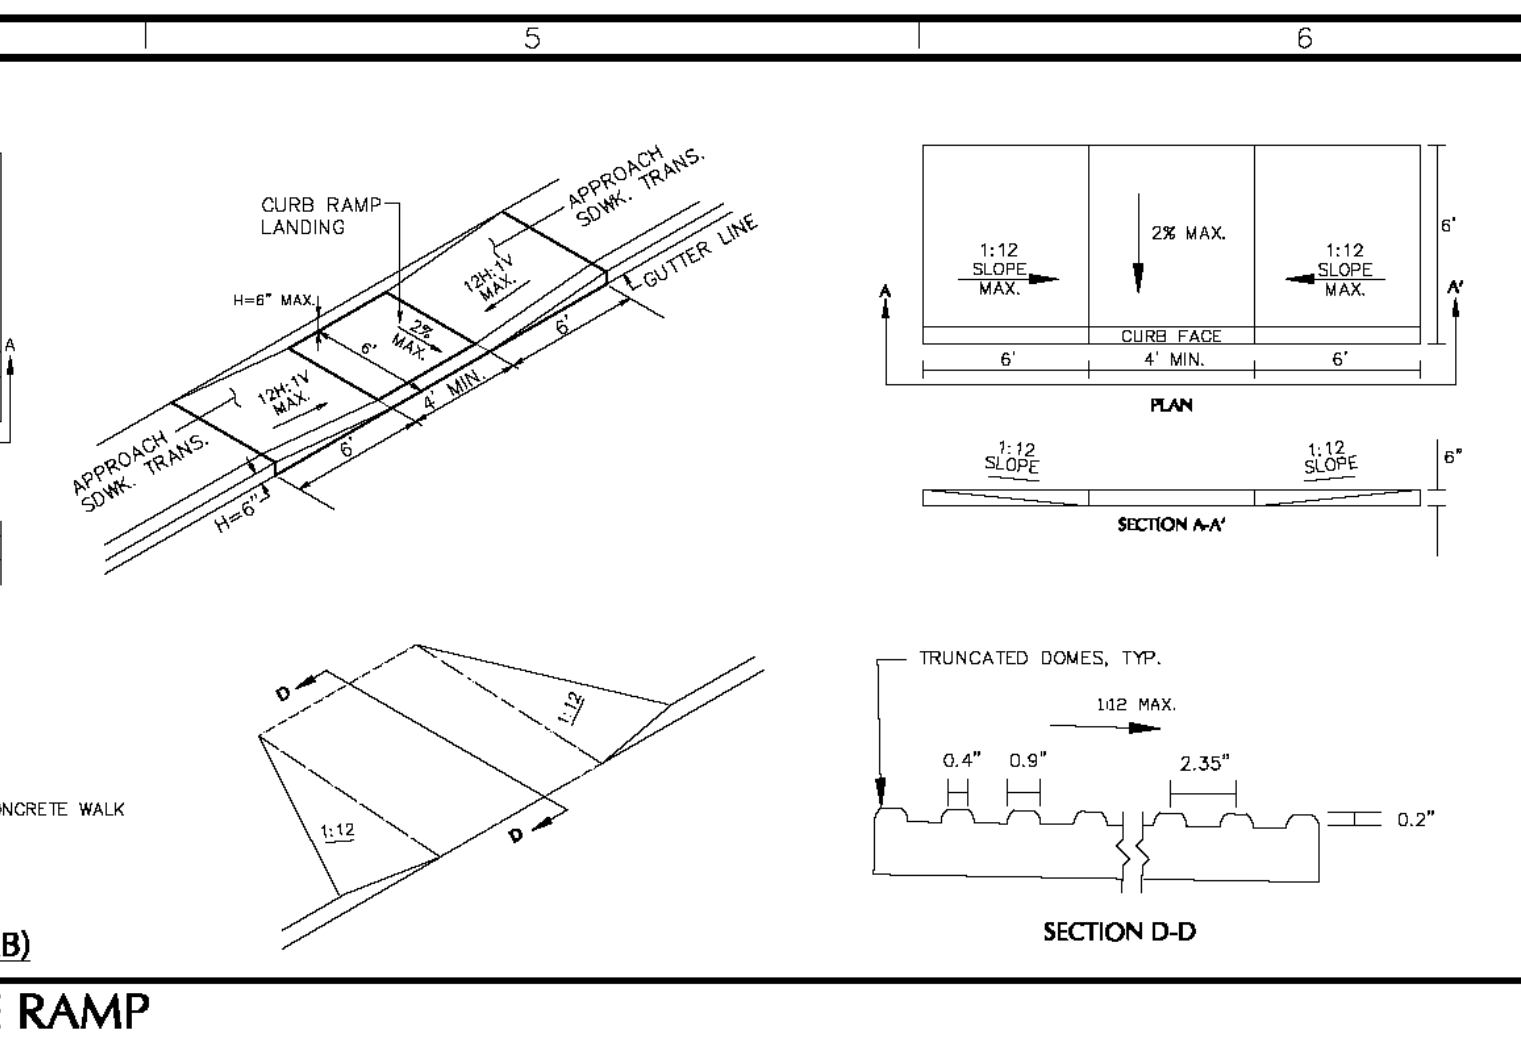 5
6
CURB RAMP
LANDING
APPROACH
SDWK. TRANS.
GUTTER LINE
H=6" MAX.
12H:1V
MAX.
2%
MAX.
6'
6'
4' MIN.
6'
12H:1V
MAX.
APPROACH
SDWK. TRANS.
H=6"
A
1:12
SLOPE
MAX.
2% MAX.
1:12
SLOPE
MAX.
6'
A
A'
CURB FACE
6'
4' MIN.
6'
PLAN
1:12
SLOPE
1:12
SLOPE
6"
SECTION A-A'
D
1:12
1:12
D
TRUNCATED DOMES, TYP.
1:12 MAX.
0.4"
0.9"
2.35"
0.2"
SECTION D-D
NCRETE WALK
B)
RAMP